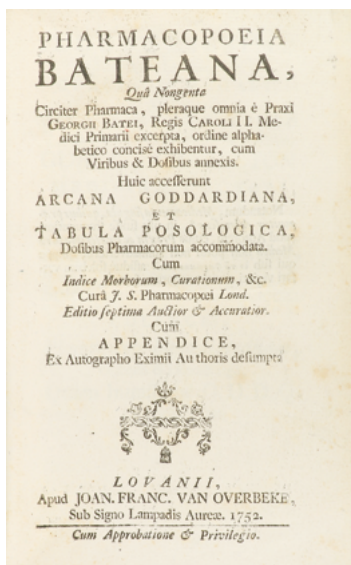 PHARMACOPOEIA
BATEANA,
Quâ Nongenta
Circiter Pharmaca, pleraque omnia è Praxi
GEORGII BATEI, Regis CAROLI II. Me-
dici Primarii excerpta, ordine alpha-
betico concisè exhibentur, cum
Viribus & Dosibus annexis.
Huic accesserunt
ARCANA GODDARDIANA,
ET
TABULA POSOLOGICA,
Dosibus Pharmacorum accommodata.
Cum
Indice Morborum, Curationum, &c.
Curâ J. S. Pharmacopœi Lond.
Editio septima Auctior & Accuratior.
Cum
APPENDICE,
Ex Autographo Eximii Authoris desumpta
LOVANII,
Apud JOAN. FRANC. VAN OVERBEKE,
Sub Signo Lampadis Aureæ. 1752.
Cum Approbatione & Privilegio.